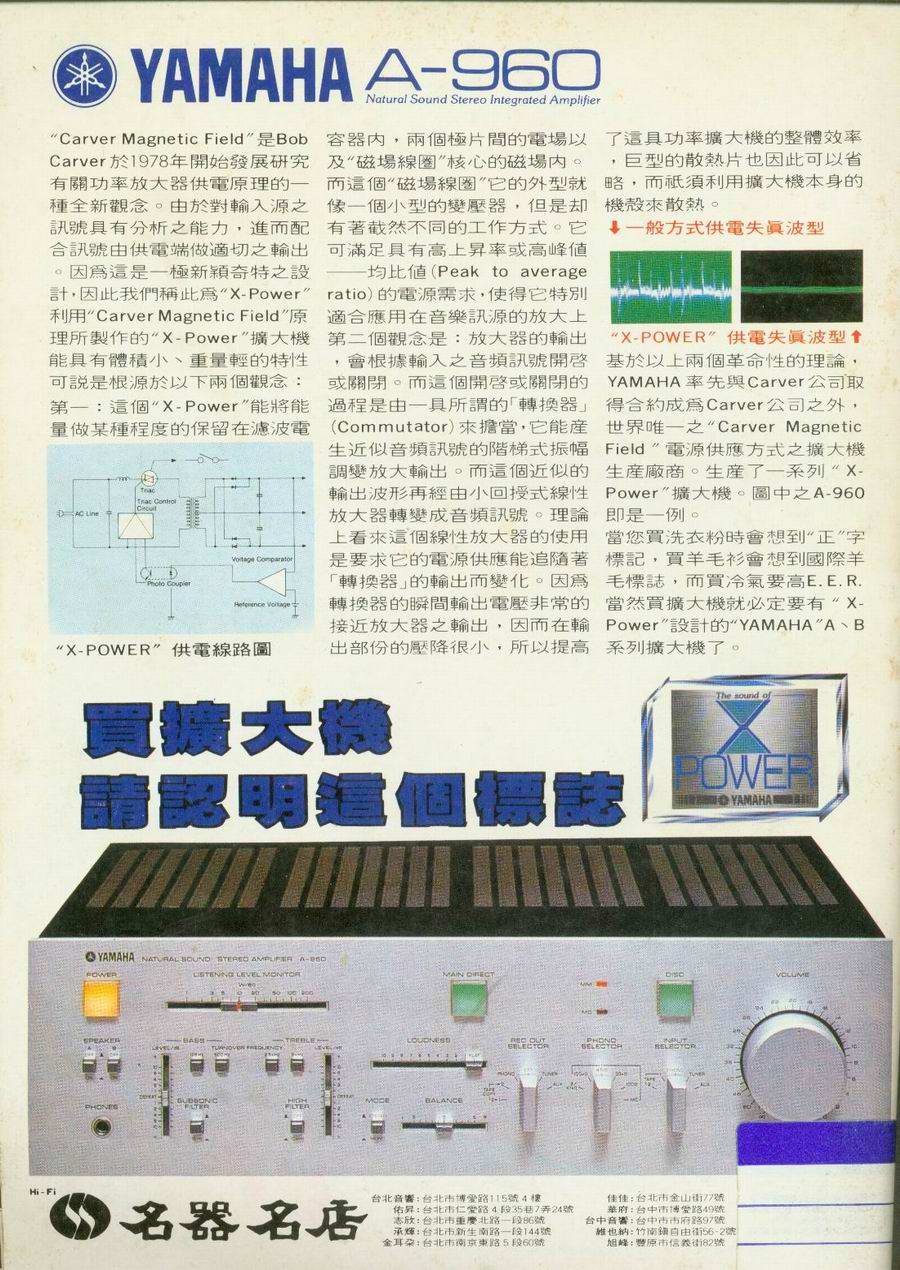 YAMAHA A-960
Natural Sound Stereo Integrated Amplifier
“Carver Magnetic Field”是Bob
Carver於1978年開始發展研究
有關功率放大器供電原理的一
種全新觀念。由於對輸入源之
訊號具有分析之能力，進而配
合訊號由供電端做適切之輸出
。因爲這是一極新穎奇特之設
計，因此我們稱此爲“X-Power”
利用“Carver Magnetic Field”原
理所製作的“X-Power”擴大機
能具有體積小、重量輕的特性
可說是根源於以下兩個觀念：
第一：這個“X-Power”能將能
量做某種程度的保留在濾波電
Triac
Triac Control
Circuit
AC Line
Voltage Comparator
Photo Coupler
Reference Voltage
“X-POWER” 供電線路圖
容器內，兩個極片間的電場以
及“磁場線圈”核心的磁場內。
而這個“磁場線圈”它的外型就
像一個小型的變壓器，但是却
有著截然不同的工作方式。它
可滿足具有高上昇率或高峰値
——均比值(Peak to average
ratio)的電源需求，使得它特別
適合應用在音樂訊源的放大上
第二個觀念是：放大器的輸出
，會根據輸入之音頻訊號開啓
或關閉。而這個開啓或關閉的
過程是由一具所謂的「轉換器」
(Commutator)來擔當，它能產
生近似音頻訊號的階梯式振幅
調變放大輸出。而這個近似的
輸出波形再經由小回授式線性
放大器轉變成音頻訊號。理論
上看來這個線性放大器的使用
是要求它的電源供應能追隨著
「轉換器」的輸出而變化。因爲
轉換器的瞬間輸出電壓非常的
接近放大器之輸出，因而在輸
出部份的壓降很小，所以提高
了這具功率擴大機的整體效率
，巨型的散熱片也因此可以省
略，而祇須利用擴大機本身的
機殼來散熱。
⬇一般方式供電失眞波型
“X-POWER” 供電失眞波型⬆
基於以上兩個革命性的理論，
YAMAHA 率先與Carver公司取
得合約成爲Carver公司之外，
世界唯一之“Carver Magnetic
Field ”電源供應方式之擴大機
生産廠商。生產了一系列“X-
Power”擴大機。圖中之A-960
即是一例。
當您買洗衣粉時會想到“正”字
標記，買羊毛衫會想到國際羊
毛標誌，而買冷氣要高E.E.R.
當然買擴大機就必定要有“X-
Power”設計的“YAMAHA”A、B
系列擴大機了。
買擴大機
請認明這個標誌
The sound of
X
POWER
YAMAHA
YAMAHA NATURAL SOUND STEREO AMPLIFIER A-960
POWER
LISTENING LEVEL MONITOR
MAIN DIRECT
MM
MC
DISC
VOLUME
SPEAKER
A B
BASS
TREBLE
TURNOVER FREQUENCY
LOUDNESS
REC OUT
SELECTOR
PHONO
SELECTOR
INPUT
SELECTOR
PHONES
SUBSONIC
FILTER
HIGH
FILTER
MODE
BALANCE
Hi-Fi
名器名店
台北音響：台北市博愛路115號4樓
佑昇：台北市仁愛路4段35巷7弄24號
志欣：台北市重慶北路一段86號
承輝：台北市新生南路一段144號
金耳朶：台北市南京東路5段60號
佳佳：台北市金山街77號
華府：台中市博愛路49號
台中音響：台中市市府路97號
維也納：竹南鎮自由街56-2號
旭峰：豐原市信義街82號